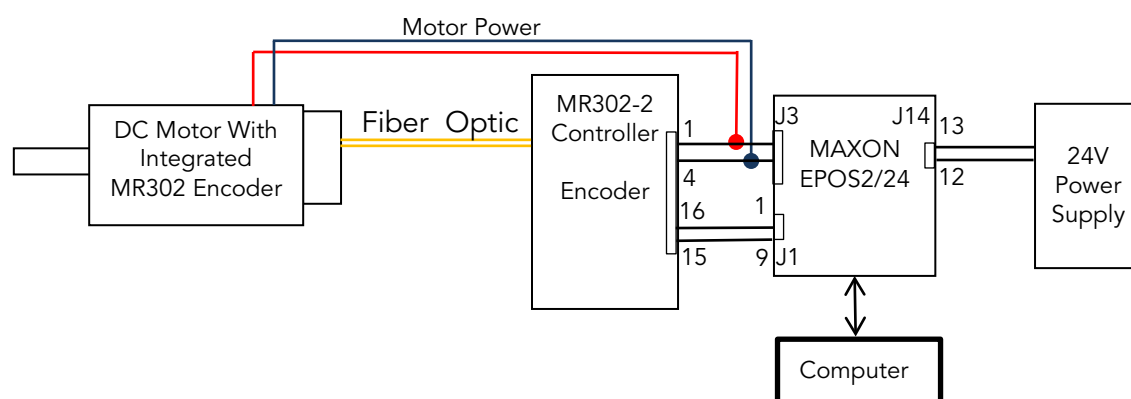 Motor Power
DC Motor With
Integrated
MR302 Encoder
Fiber Optic
MR302-2
Controller
Encoder
1
4
16
15
J3
1
9 J1
J14
MAXON
EPOS2/24
13
12
24V
Power
Supply
Computer